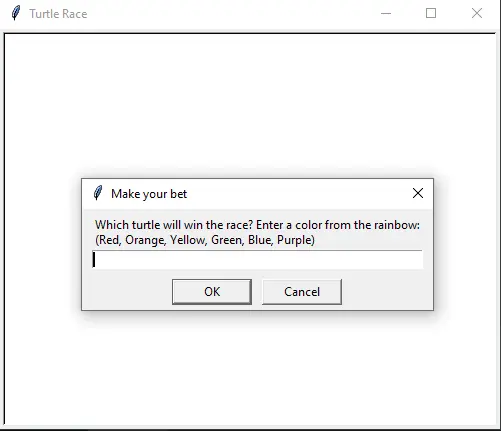 Turtle Race
Make your bet
Which turtle will win the race? Enter a color from the rainbow:
(Red, Orange, Yellow, Green, Blue, Purple)
OK
Cancel